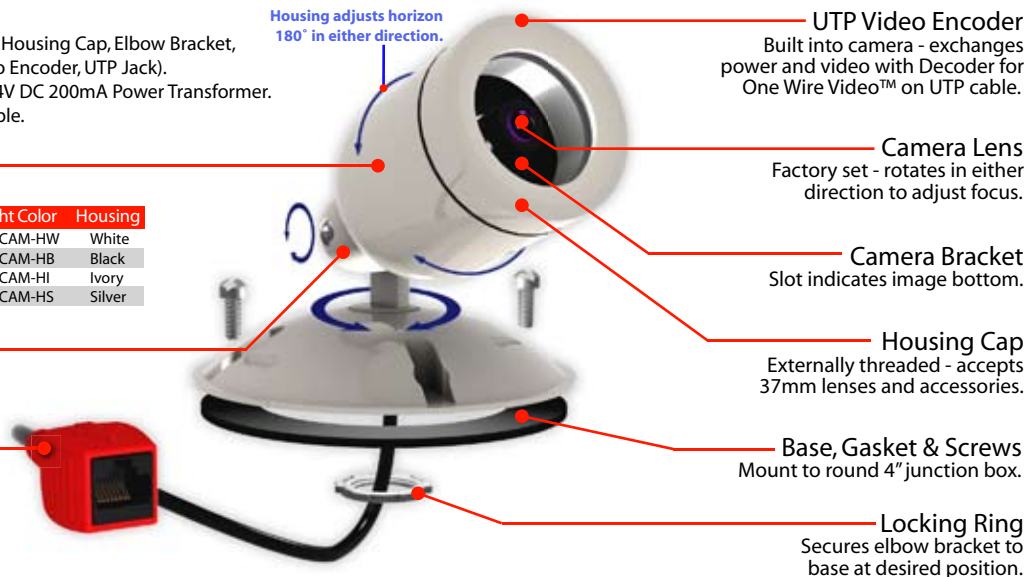 Housing adjusts horizon
180˚ in either direction.
Housing Cap, Elbow Bracket,
Encoder, UTP Jack).
4V DC 200mA Power Transformer.
ht Color Housing
CAM-HW White
CAM-HB Black
CAM-HI Ivory
CAM-HS Silver
UTP Video Encoder
Built into camera - exchanges
power and video with Decoder for
One Wire Video™ on UTP cable.
Camera Lens
Factory set - rotates in either
direction to adjust focus.
Camera Bracket
Slot indicates image bottom.
Housing Cap
Externally threaded - accepts
37mm lenses and accessories.
Base, Gasket & Screws
Mount to round 4" junction box.
Locking Ring
Secures elbow bracket to
base at desired position.